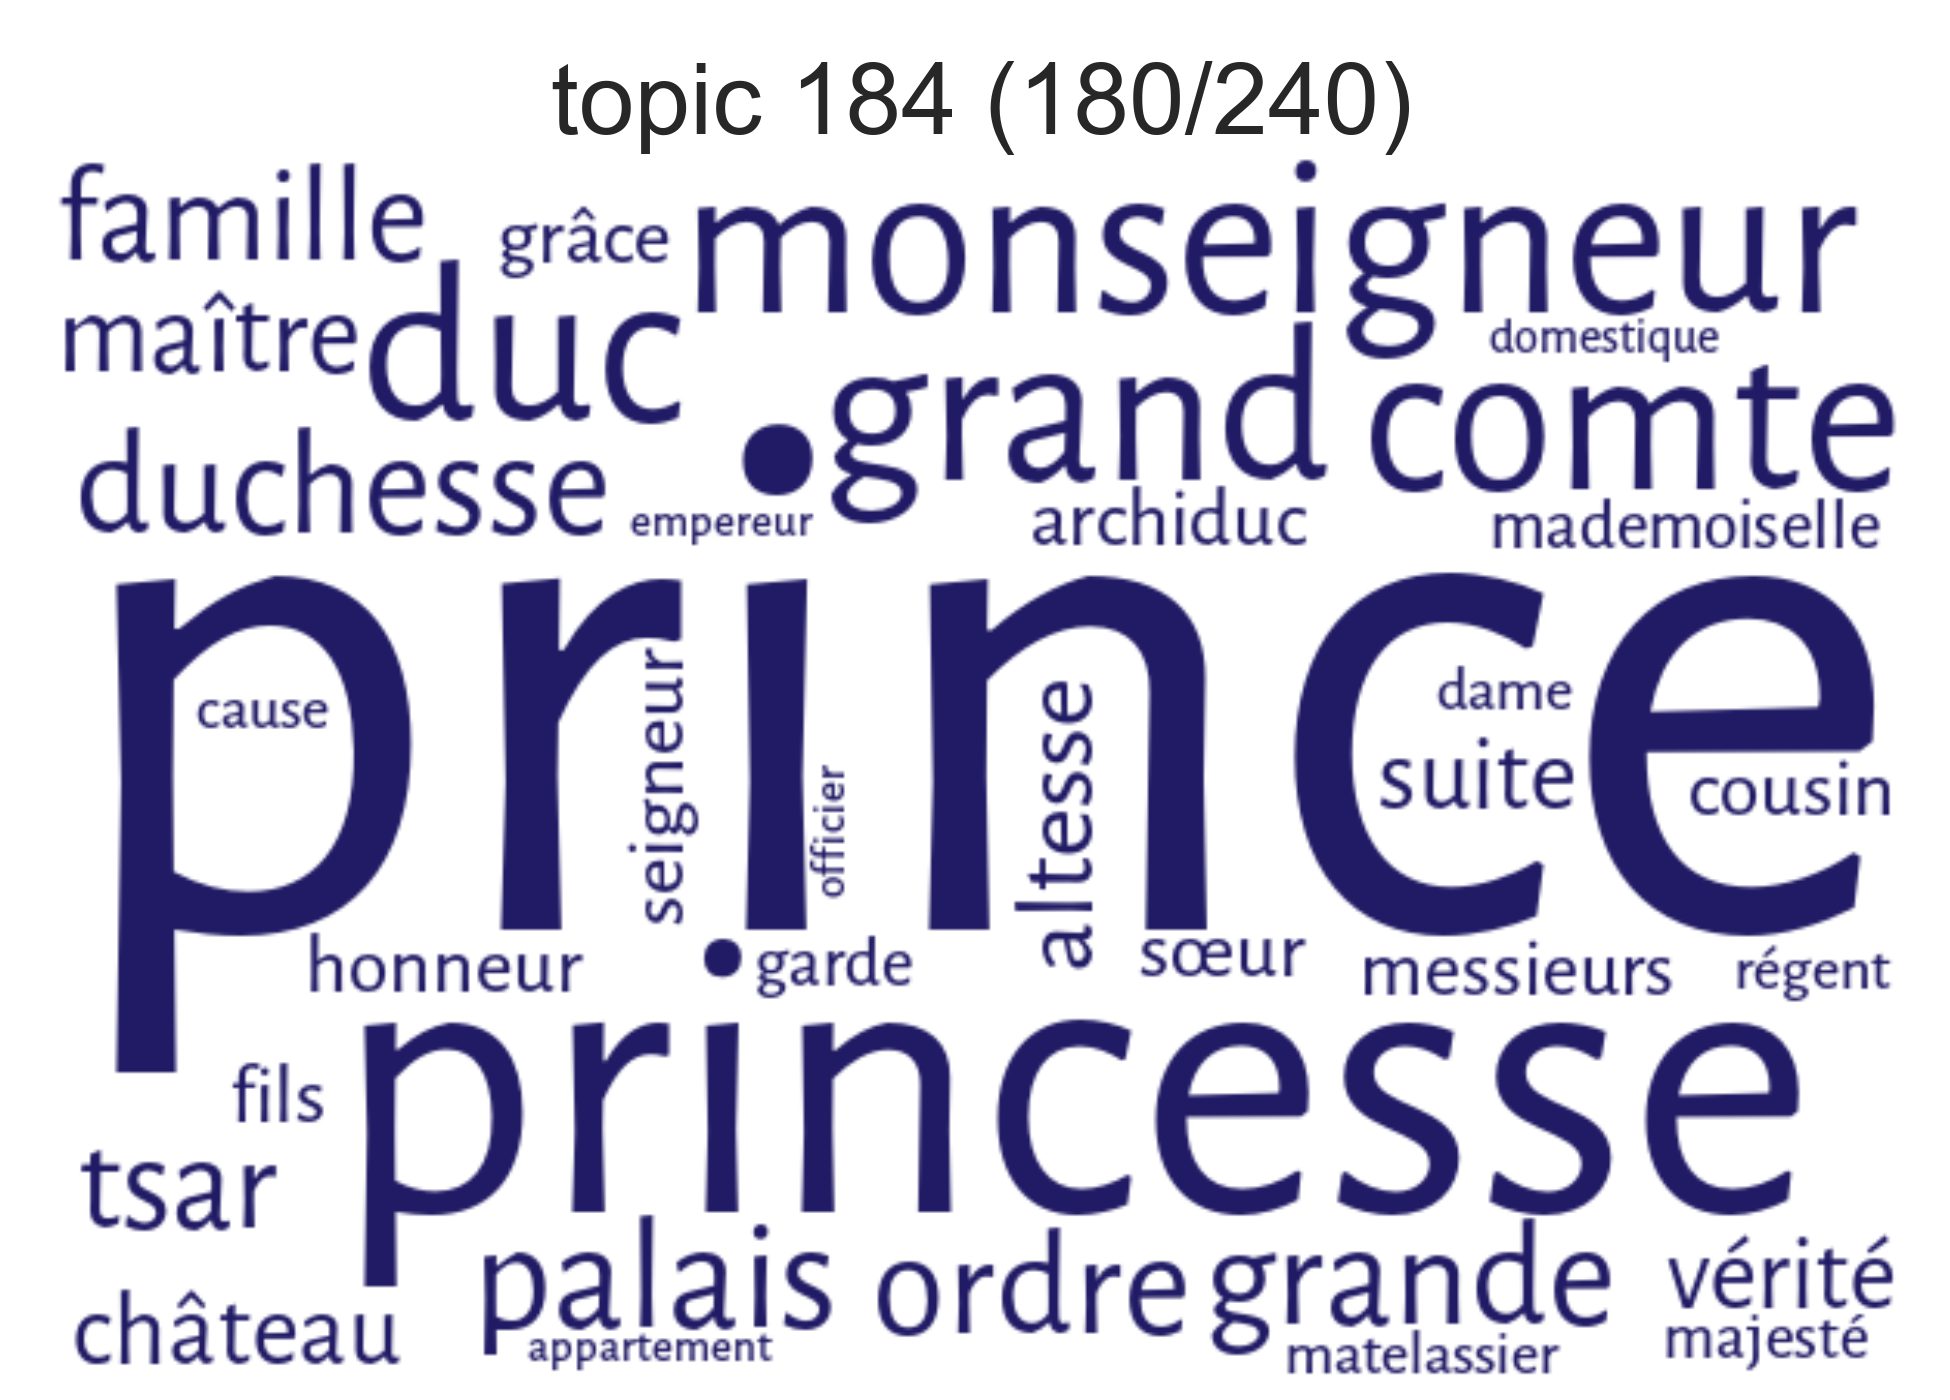 topic 184 (180/240)
famille grâce monseigneur
maître duc domestique
duchesse grand comte
empereur archiduc mademoiselle
prince
cause seigneur officier altesse dame
suite cousin
honneur garde sœur messieurs régent
princesse
fils
tsar
palais ordre grande vérité
château appartement matelassier majesté